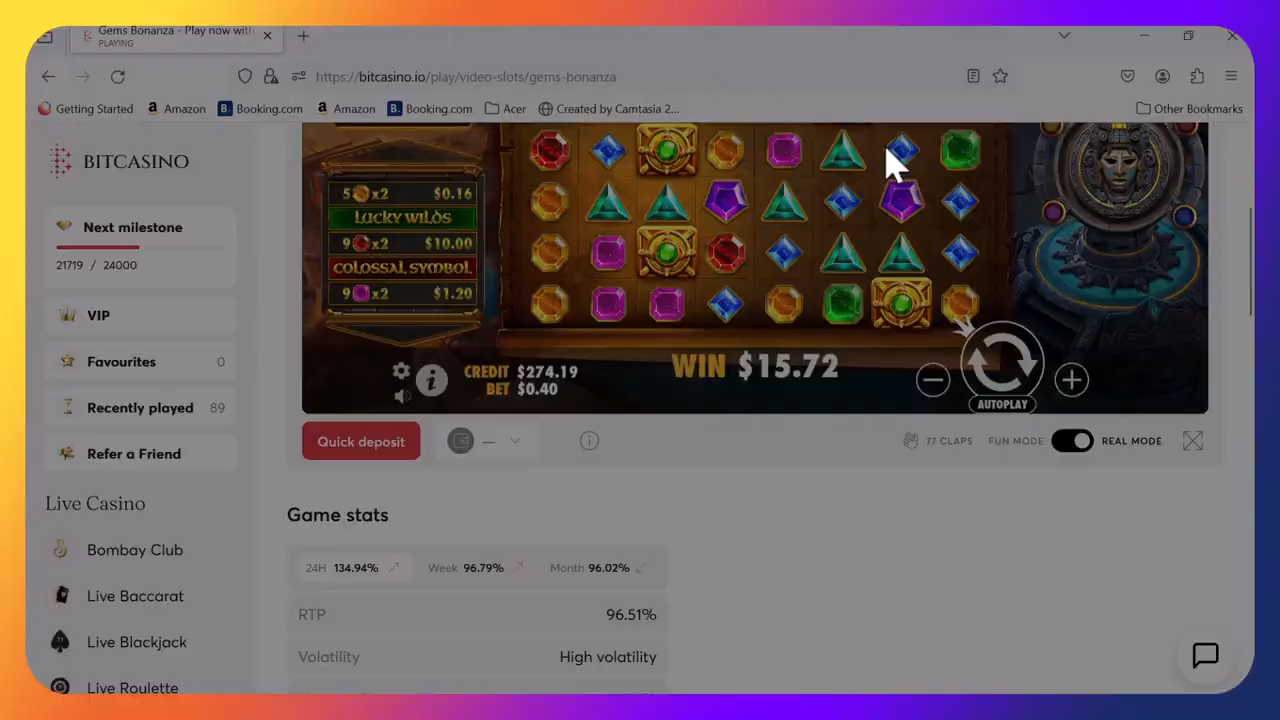 Gems Bonanza - Play now with
PLAYING
https://bitcasino.io/play/video-slots/gems-bonanza
Getting Started
Amazon
Booking.com
Amazon
Booking.com
Acer
Created by Camtasia 2...
Other Bookmarks
BITCASINO
Next milestone
21719 / 24000
VIP
Favourites 0
Recently played 89
Refer a Friend
Live Casino
Bombay Club
Live Baccarat
Live Blackjack
Live Roulette
5 x2 $0.16
LUCKY WILDS
9 x2 $10.00
COLOSSAL SYMBOL
9 x2 $1.20
CREDIT $274.19
BET $0.40
WIN $15.72
AUTOPLAY
Quick deposit
77 CLAPS
FUN MODE
REAL MODE
Game stats
24H 134.94%
Week 96.79%
Month 96.02%
RTP 96.51%
Volatility High volatility